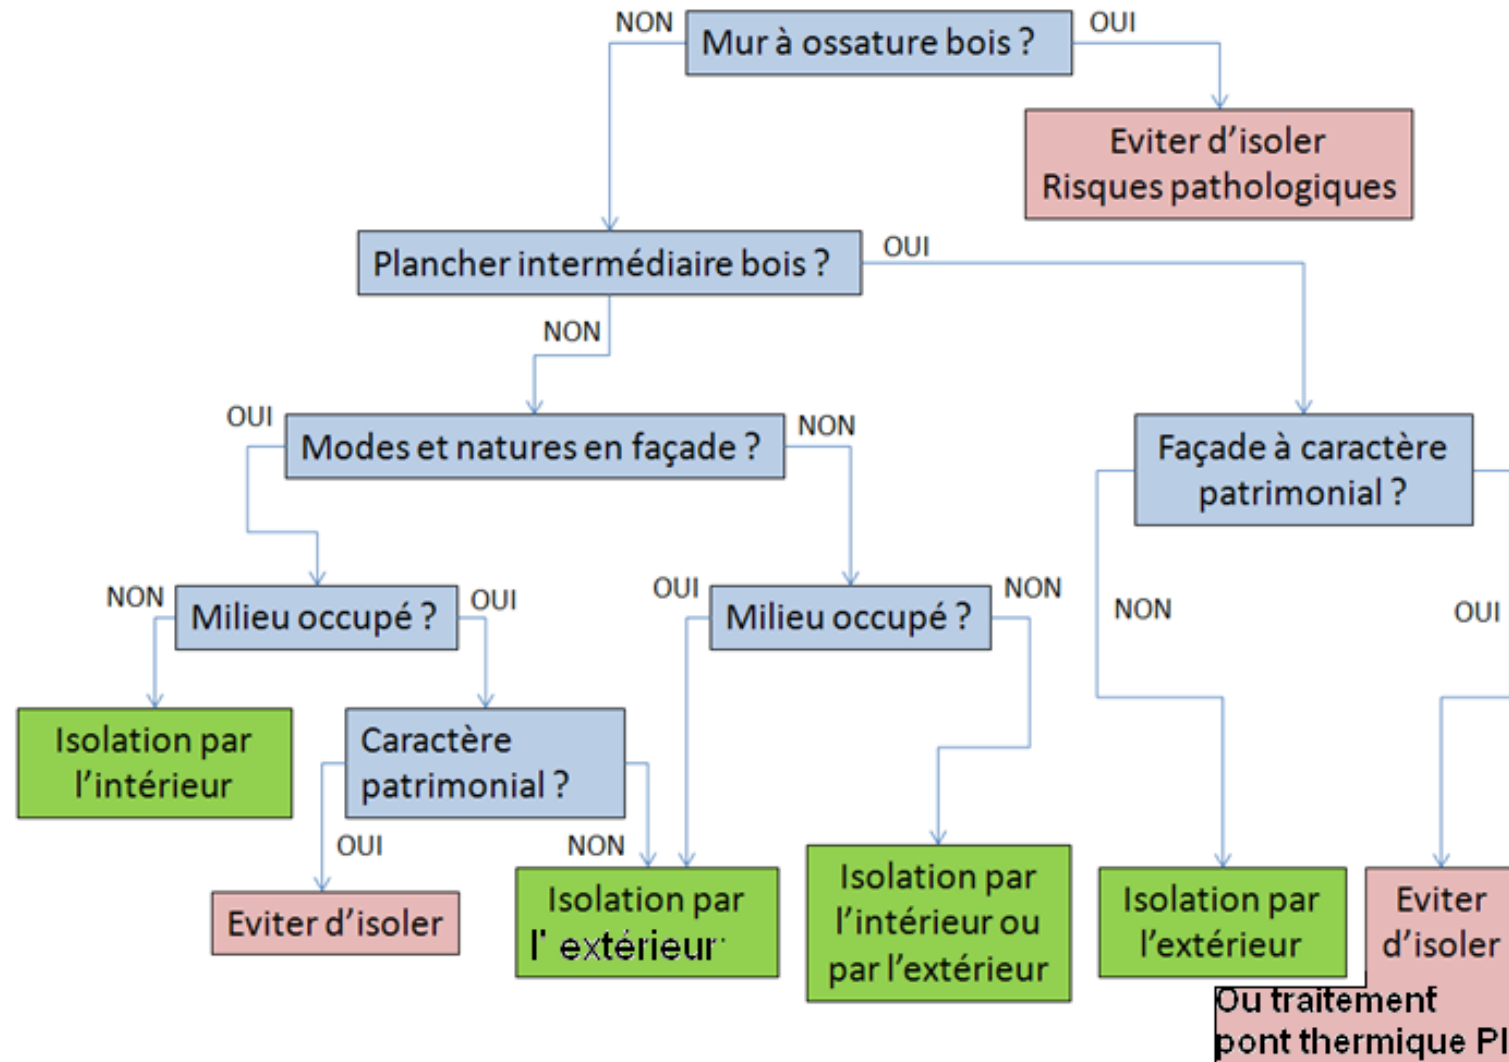 NON
Mur à ossature bois ?
OUI
Eviter d'isoler
Risques pathologiques
Plancher intermédiaire bois ?
OUI
NON
OUI
Modes et natures en façade ?
NON
Façade à caractère
patrimonial ?
NON
Milieu occupé ?
OUI
OUI
Milieu occupé ?
NON
NON
OUI
Isolation par
l'intérieur
Caractère
patrimonial ?
OUI
NON
Eviter d'isoler
Isolation par
l' extérieur
Isolation par
l'intérieur ou
par l'extérieur
Isolation par
l'extérieur
Eviter
d'isoler
Ou traitement
pont thermique Pl